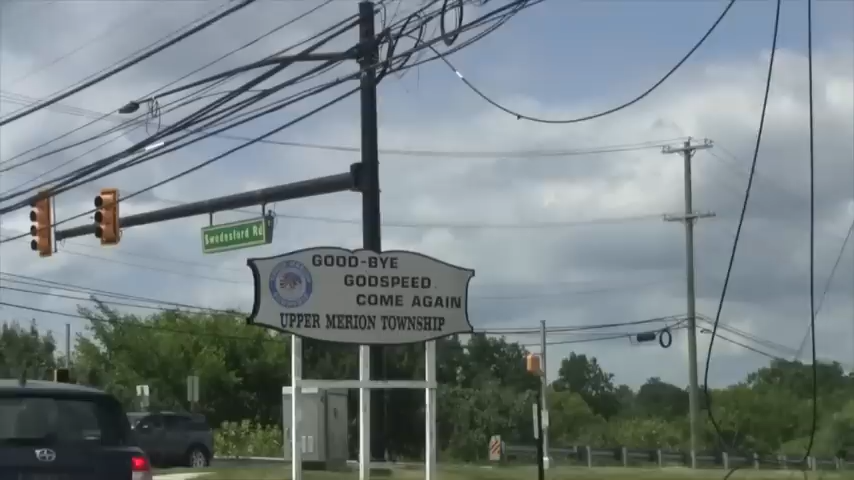 Swedesford Rd
GOOD-BYE
GODSPEED
COME AGAIN
UPPER MERION TOWNSHIP